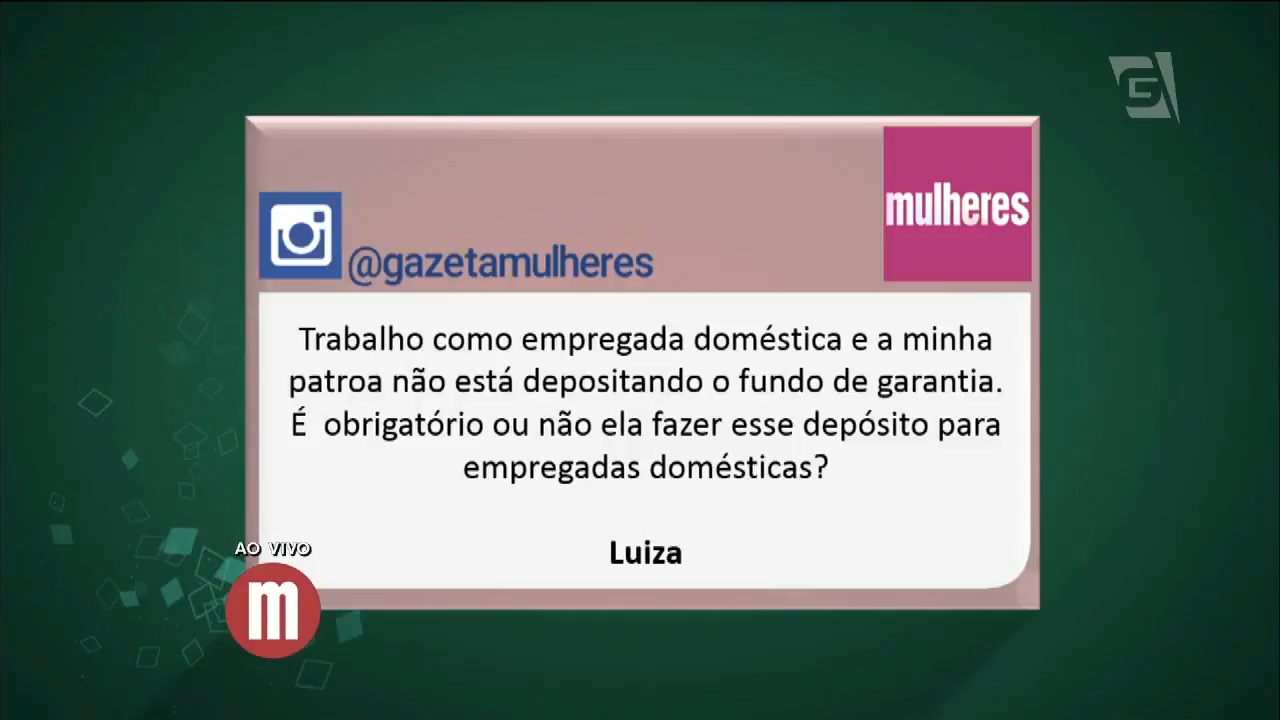 mulheres
@gazetamulheres
Trabalho como empregada doméstica e a minha
patroa não está depositando o fundo de garantia.
É obrigatório ou não ela fazer esse depósito para
empregadas domésticas?
Luiza
AO VIVO
m
G